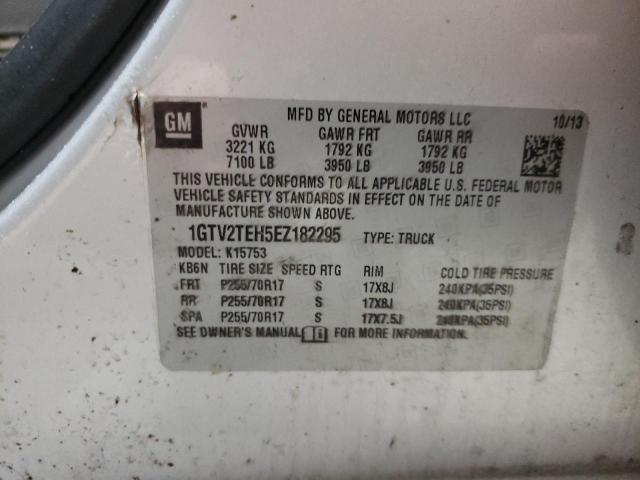 GM
MFD BY GENERAL MOTORS LLC 10/13
GVWR GAWR FRT GAWR RR
3221 KG 1792 KG 1792 KG
7100 LB 3950 LB 3950 LB
THIS VEHICLE CONFORMS TO ALL APPLICABLE U.S. FEDERAL MOTOR
VEHICLE SAFETY STANDARDS IN EFFECT ON THE DATE OF
MANUFACTURE SHOWN ABOVE.
1GTV2TEH5EZ182295 TYPE: TRUCK
MODEL: K15753
KB6N TIRE SIZE SPEED RTG RIM COLD TIRE PRESSURE
FRT P255/70R17 S 17X8J 240KPA(35PSI)
RR P255/70R17 S 17X8J 240KPA(35PSI)
SPA P255/70R17 S 17X7.5J 240KPA(35PSI)
SEE OWNER'S MANUAL FOR MORE INFORMATION.